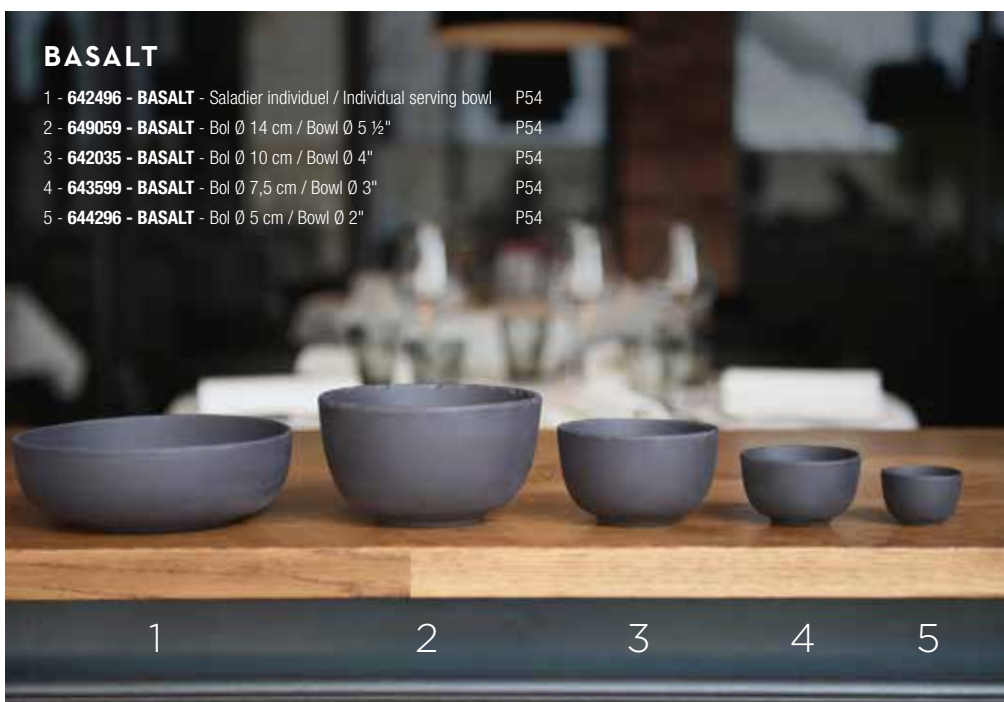 BASALT
1 - 642496 - BASALT - Saladier individuel / Individual serving bowl P54
2 - 649059 - BASALT - Bol Ø 14 cm / Bowl Ø 5 ½" P54
3 - 642035 - BASALT - Bol Ø 10 cm / Bowl Ø 4" P54
4 - 643599 - BASALT - Bol Ø 7,5 cm / Bowl Ø 3" P54
5 - 644296 - BASALT - Bol Ø 5 cm / Bowl Ø 2" P54
1 2 3 4 5